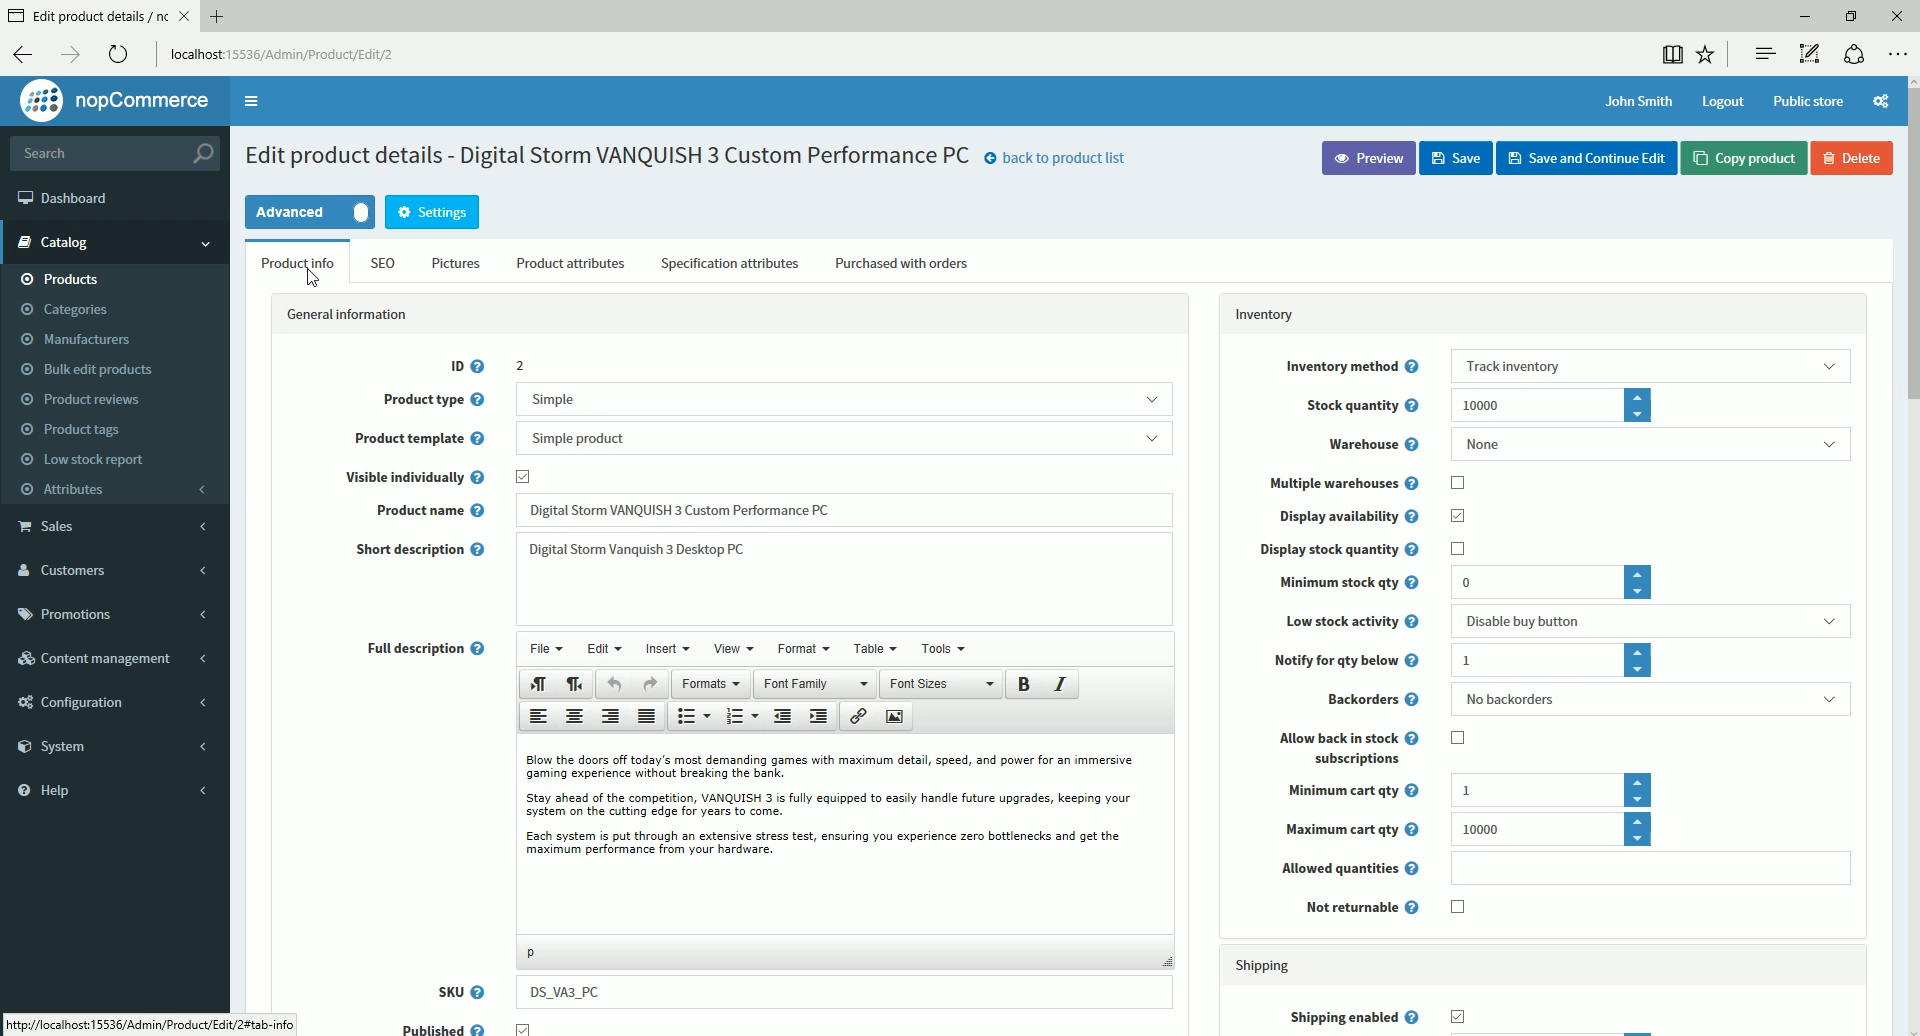 Edit product details / nc
localhost:15536/Admin/Product/Edit/2
nopCommerce
John Smith
Logout
Public store
Search
Dashboard
Catalog
Products
Categories
Manufacturers
Bulk edit products
Product reviews
Product tags
Low stock report
Attributes
Sales
Customers
Promotions
Content management
Configuration
System
Help
Edit product details - Digital Storm VANQUISH 3 Custom Performance PC
back to product list
Preview
Save
Save and Continue Edit
Copy product
Delete
Advanced
Settings
Product info
SEO
Pictures
Product attributes
Specification attributes
Purchased with orders
General information
ID 2
Product type Simple
Product template Simple product
Visible individually
Product name Digital Storm VANQUISH 3 Custom Performance PC
Short description Digital Storm Vanquish 3 Desktop PC
Full description
File Edit Insert View Format Table Tools
Formats Font Family Font Sizes B I
Blow the doors off today's most demanding games with maximum detail, speed, and power for an immersive
gaming experience without breaking the bank.
Stay ahead of the competition, VANQUISH 3 is fully equipped to easily handle future upgrades, keeping your
system on the cutting edge for years to come.
Each system is put through an extensive stress test, ensuring you experience zero bottlenecks and get the
maximum performance from your hardware.
p
SKU DS_VA3_PC
Published
Inventory
Inventory method Track inventory
Stock quantity 10000
Warehouse None
Multiple warehouses
Display availability
Display stock quantity
Minimum stock qty 0
Low stock activity Disable buy button
Notify for qty below 1
Backorders No backorders
Allow back in stock
subscriptions
Minimum cart qty 1
Maximum cart qty 10000
Allowed quantities
Not returnable
Shipping
Shipping enabled
http://localhost:15536/Admin/Product/Edit/2#tab-info